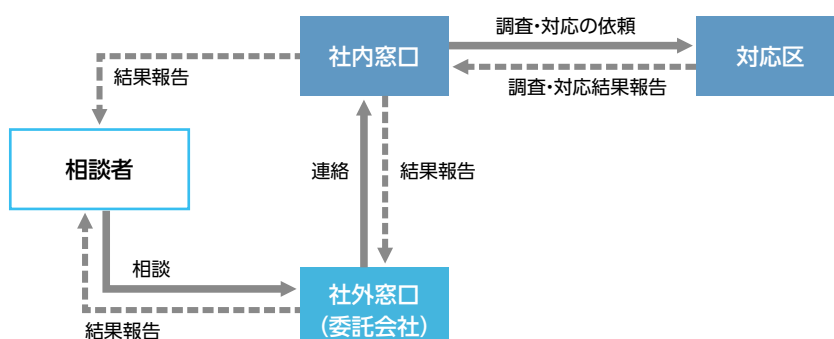 調査・対応の依頼
社内窓口
対応区
結果報告
調査・対応結果報告
相談者
連絡
結果報告
相談
社外窓口
（委託会社）
結果報告